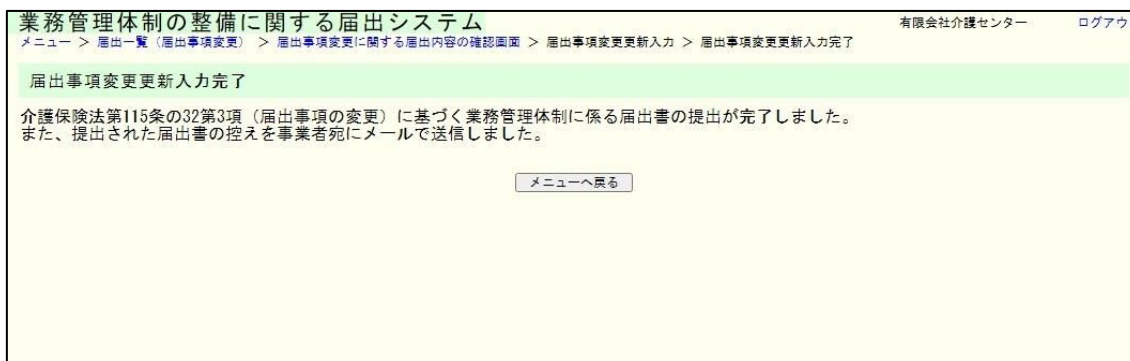 業務管理体制の整備に関する届出システム
有限会社介護センター ログアウ
メニュー > 届出一覧（届出事項変更） > 届出事項変更に関する届出内容の確認画面 > 届出事項変更更新入力 > 届出事項変更更新入力完了
届出事項変更更新入力完了
介護保険法第115条の32第3項（届出事項の変更）に基づく業務管理体制に係る届出書の提出が完了しました。
また、提出された届出書の控えを事業者宛にメールで送信しました。
メニューへ戻る